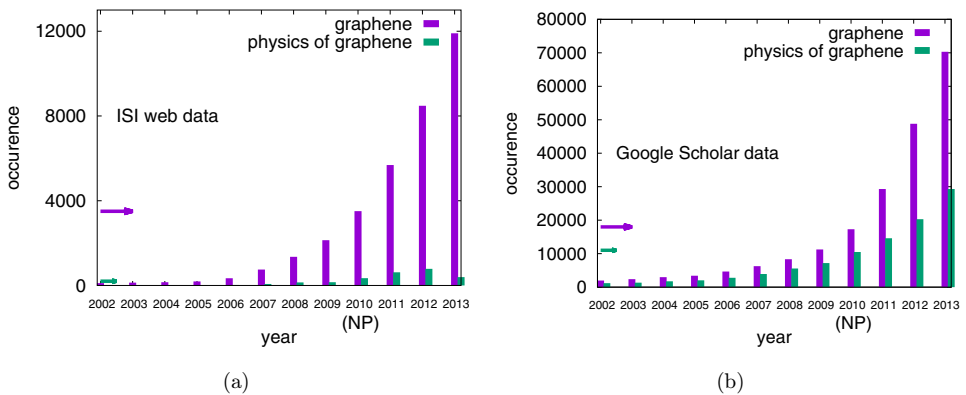 graphene
physics of graphene
ISI web data
occurence
12000
8000
4000
0
2002 2003 2004 2005 2006 2007 2008 2009 2010 2011 2012 2013
(NP)
year
(a)
graphene
physics of graphene
Google Scholar data
occurence
80000
70000
60000
50000
40000
30000
20000
10000
0
2002 2003 2004 2005 2006 2007 2008 2009 2010 2011 2012 2013
(NP)
year
(b)